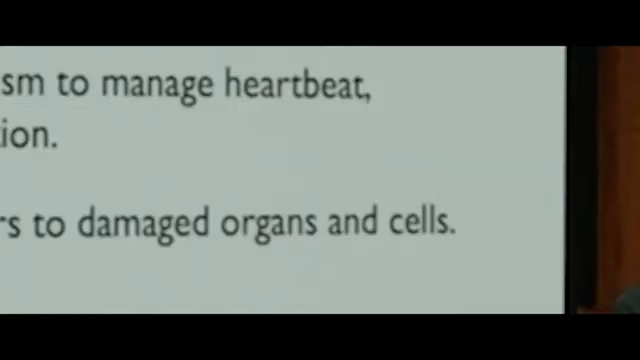 sm to manage heartbeat,
ion.
rs to damaged organs and cells.